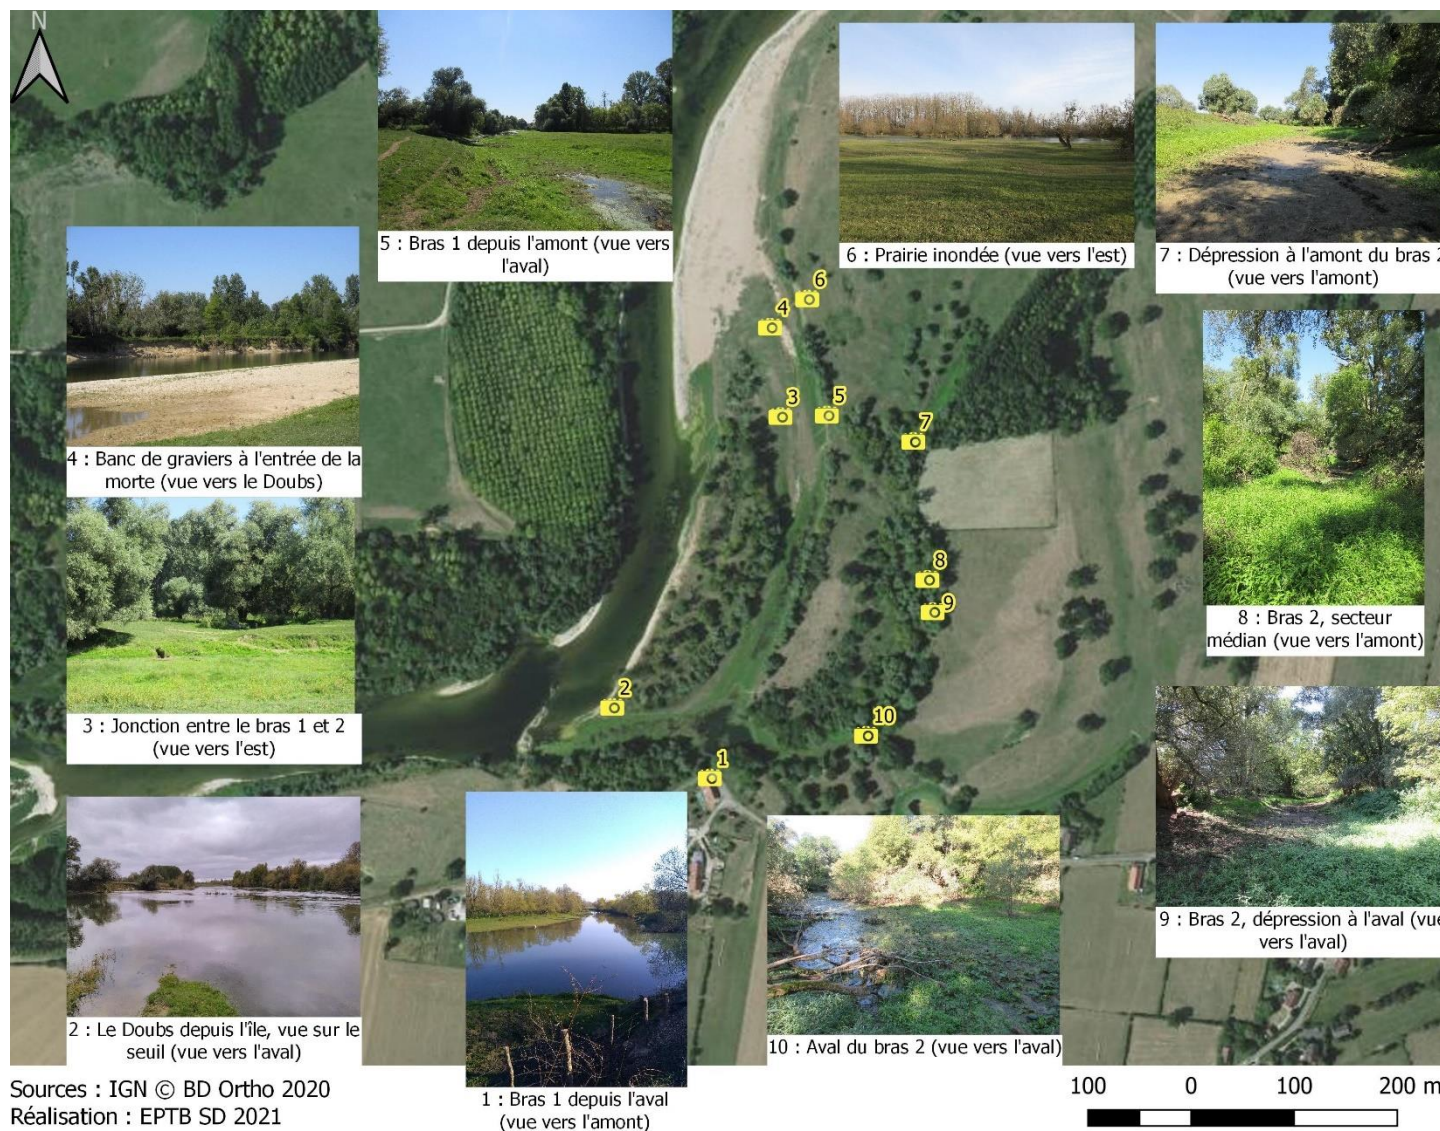 N
5 : Bras 1 depuis l'amont (vue vers
l'aval)
6 : Prairie inondée (vue vers l'est)
7 : Dépression à l'amont du bras 2
(vue vers l'amont)
4 : Banc de graviers à l'entrée de la
morte (vue vers le Doubs)
3 : Jonction entre le bras 1 et 2
(vue vers l'est)
8 : Bras 2, secteur
médian (vue vers l'amont)
6
4
3
5
7
8
9
2
10
1
9 : Bras 2, dépression à l'aval (vue
vers l'aval)
2 : Le Doubs depuis l'île, vue sur le
seuil (vue vers l'aval)
1 : Bras 1 depuis l'aval
(vue vers l'amont)
10 : Aval du bras 2 (vue vers l'aval)
Sources : IGN © BD Ortho 2020
Réalisation : EPTB SD 2021
100 0 100 200 m